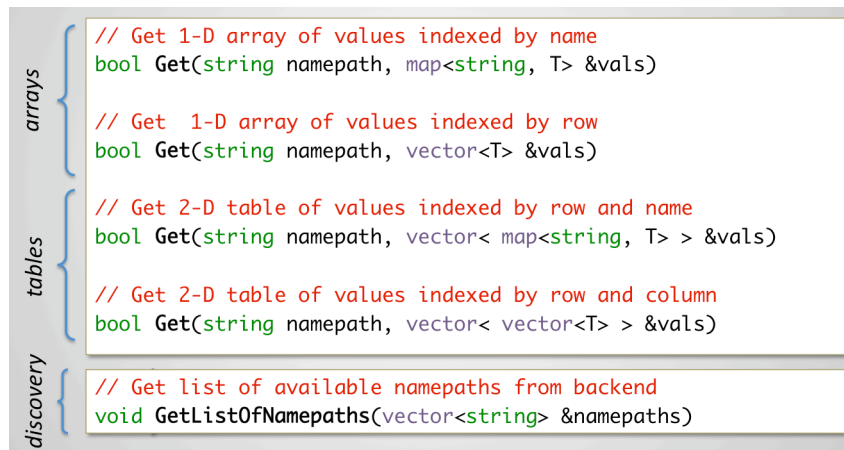 arrays
// Get 1-D array of values indexed by name
bool Get(string namepath, map<string, T> &vals)
// Get  1-D array of values indexed by row
bool Get(string namepath, vector<T> &vals)
tables
// Get 2-D table of values indexed by row and name
bool Get(string namepath, vector< map<string, T> > &vals)
// Get 2-D table of values indexed by row and column
bool Get(string namepath, vector< vector<T> > &vals)
discovery
// Get list of available namepaths from backend
void GetListOfNamepaths(vector<string> &namepaths)